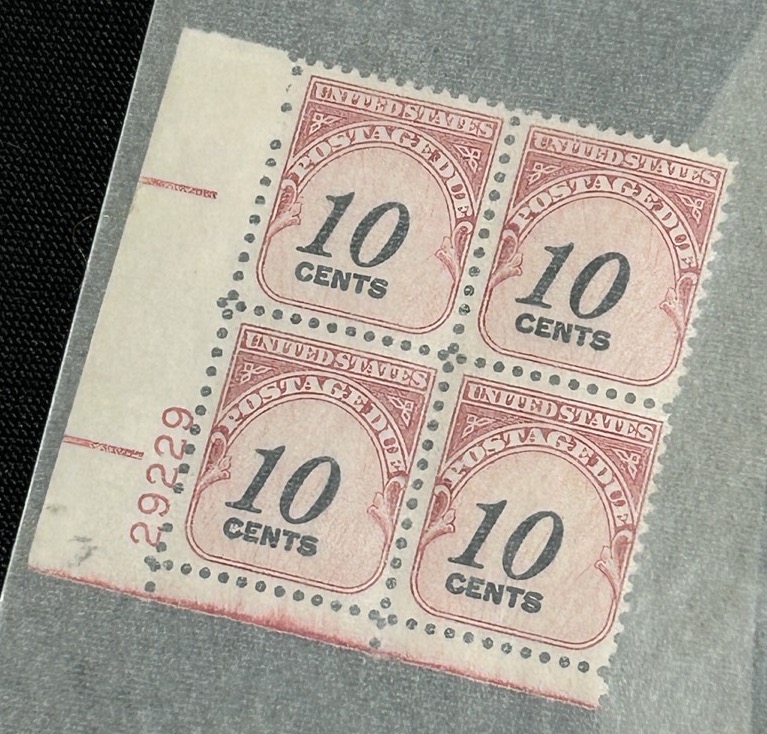 UNITED STATES
POSTAGE DUE
10
CENTS
UNITED STATES
POSTAGE DUE
10
CENTS
UNITED STATES
POSTAGE DUE
10
CENTS
UNITED STATES
POSTAGE DUE
10
CENTS
29229